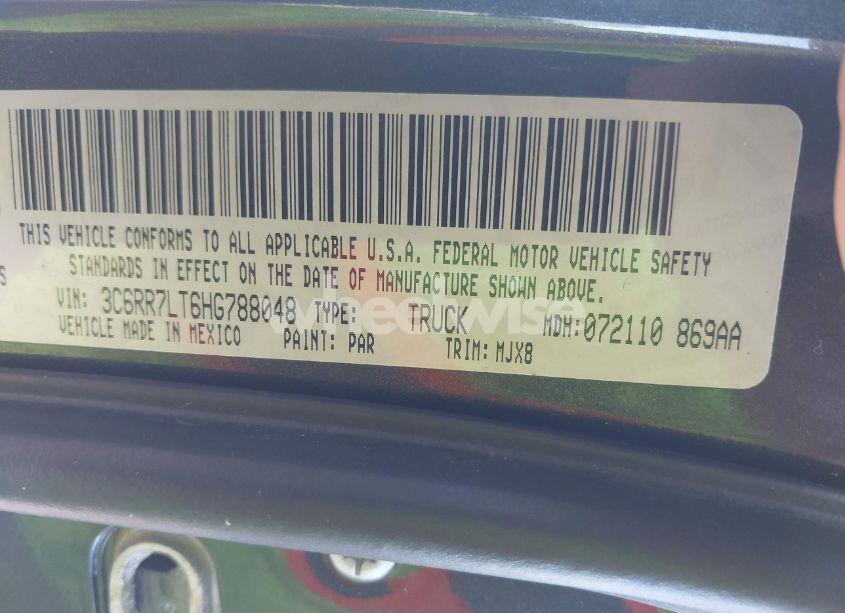 THIS VEHICLE CONFORMS TO ALL APPLICABLE U.S.A. FEDERAL MOTOR VEHICLE SAFETY
STANDARDS IN EFFECT ON THE DATE OF MANUFACTURE SHOWN ABOVE.
VIN: 3C6RR7LT6HG788048 TYPE: TRUCK MDH:072110 869AA
VEHICLE MADE IN MEXICO PAINT: PAR TRIM: MJX8
wheelwise